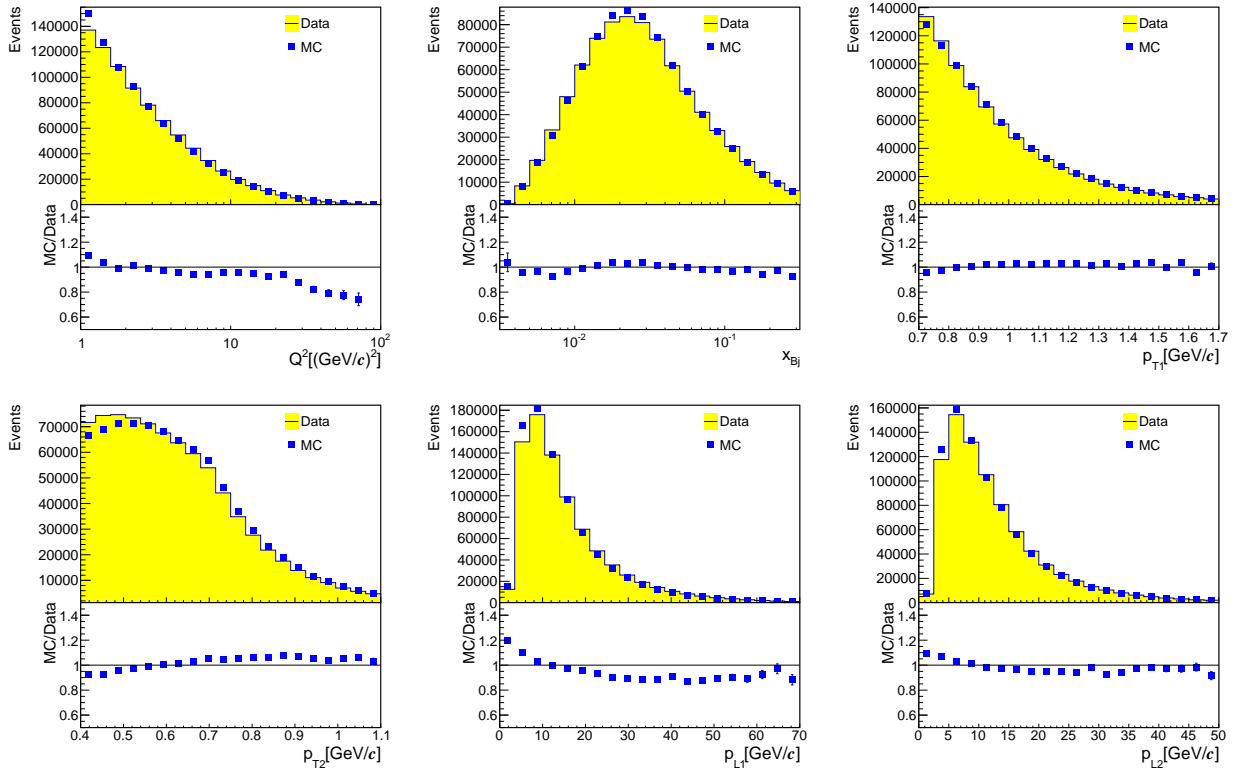 Events
140000
120000
100000
80000
60000
40000
20000
0
Data
MC
MC/Data
1.4
1.2
1
0.8
0.6
1 10 10²
Q²[(GeV/c)²]
Events
80000
70000
60000
50000
40000
30000
20000
10000
0
Data
MC
MC/Data
1.4
1.2
1
0.8
0.6
10⁻² 10⁻¹
x_Bj
Events
140000
120000
100000
80000
60000
40000
20000
0
Data
MC
MC/Data
1.4
1.2
1
0.8
0.6
0.7 0.8 0.9 1 1.1 1.2 1.3 1.4 1.5 1.6 1.7
p_T1[GeV/c]
Events
70000
60000
50000
40000
30000
20000
10000
Data
MC
MC/Data
1.4
1.2
1
0.8
0.6
0.4 0.5 0.6 0.7 0.8 0.9 1 1.1
p_T2[GeV/c]
Events
180000
160000
140000
120000
100000
80000
60000
40000
20000
0
Data
MC
MC/Data
1.4
1.2
1
0.8
0.6
0 10 20 30 40 50 60 70
p_L1[GeV/c]
Events
160000
140000
120000
100000
80000
60000
40000
20000
0
Data
MC
MC/Data
1.4
1.2
1
0.8
0.6
0 5 10 15 20 25 30 35 40 45 50
p_L2[GeV/c]